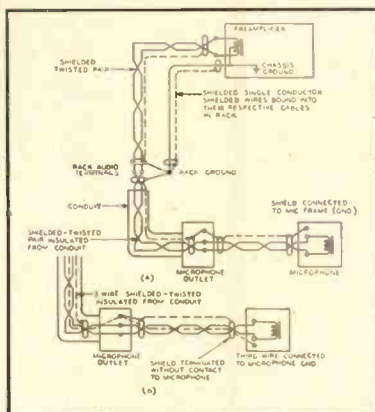 PREAMPLIFIER
SHIELDED
TWISTED PAIR
CHASSIS
GROUND
SHIELDED SINGLE CONDUCTOR
SHIELDED WIRES BOUND INTO
THEIR RESPECTIVE CABLES
IN RACK
RACK AUDIO
TERMINALS
RACK GROUND
CONDUIT
SHIELD CONNECTED
TO MIC FRAME (GND)
SHIELDED-TWISTED
PAIR INSULATED
FROM CONDUIT
(a)
MICROPHONE
OUTLET
MICROPHONE
3 WIRE SHIELDED-TWISTED
INSULATED FROM CONDUIT
MICROPHONE
OUTLET
SHIELD TERMINATED
WITHOUT CONTACT
TO MICROPHONE
THIRD WIRE CONNECTED
TO MICROPHONE GND
(b)